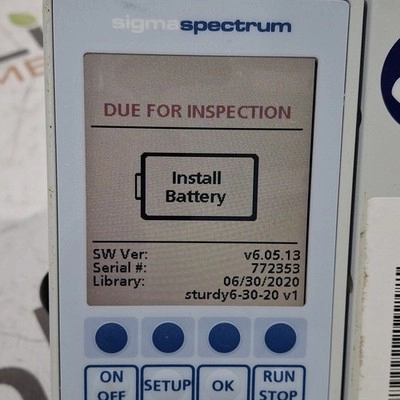 sigmaspectrum
DUE FOR INSPECTION
Install
Battery
SW Ver: v6.05.13
Serial #: 772353
Library: 06/30/2020
sturdy6-30-20 v1
ON SETUP OK RUN
OFF STOP